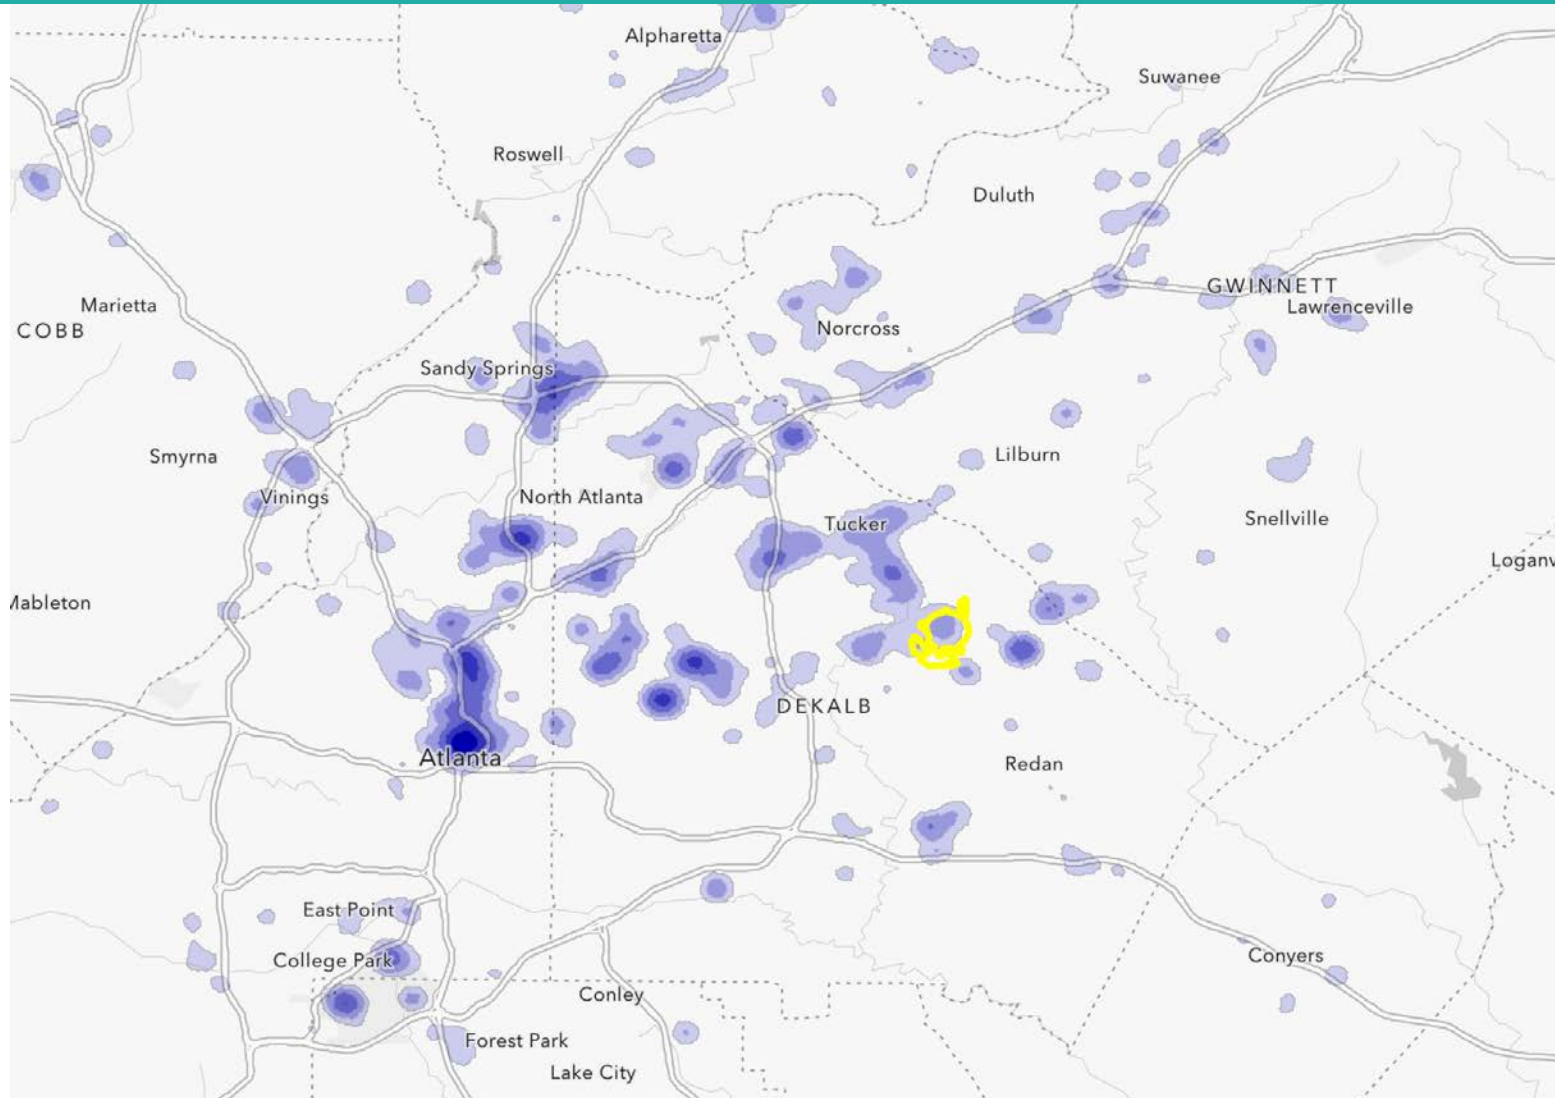 Alpharetta
Suwanee
Roswell
Duluth
GWINNETT
Marietta
Lawrenceville
COBB
Norcross
Sandy Springs
Smyrna
Lilburn
Vinings
North Atlanta
Tucker
Snellville
Loganv
Mableton
DEKALB
Atlanta
Redan
East Point
College Park
Conyers
Conley
Forest Park
Lake City